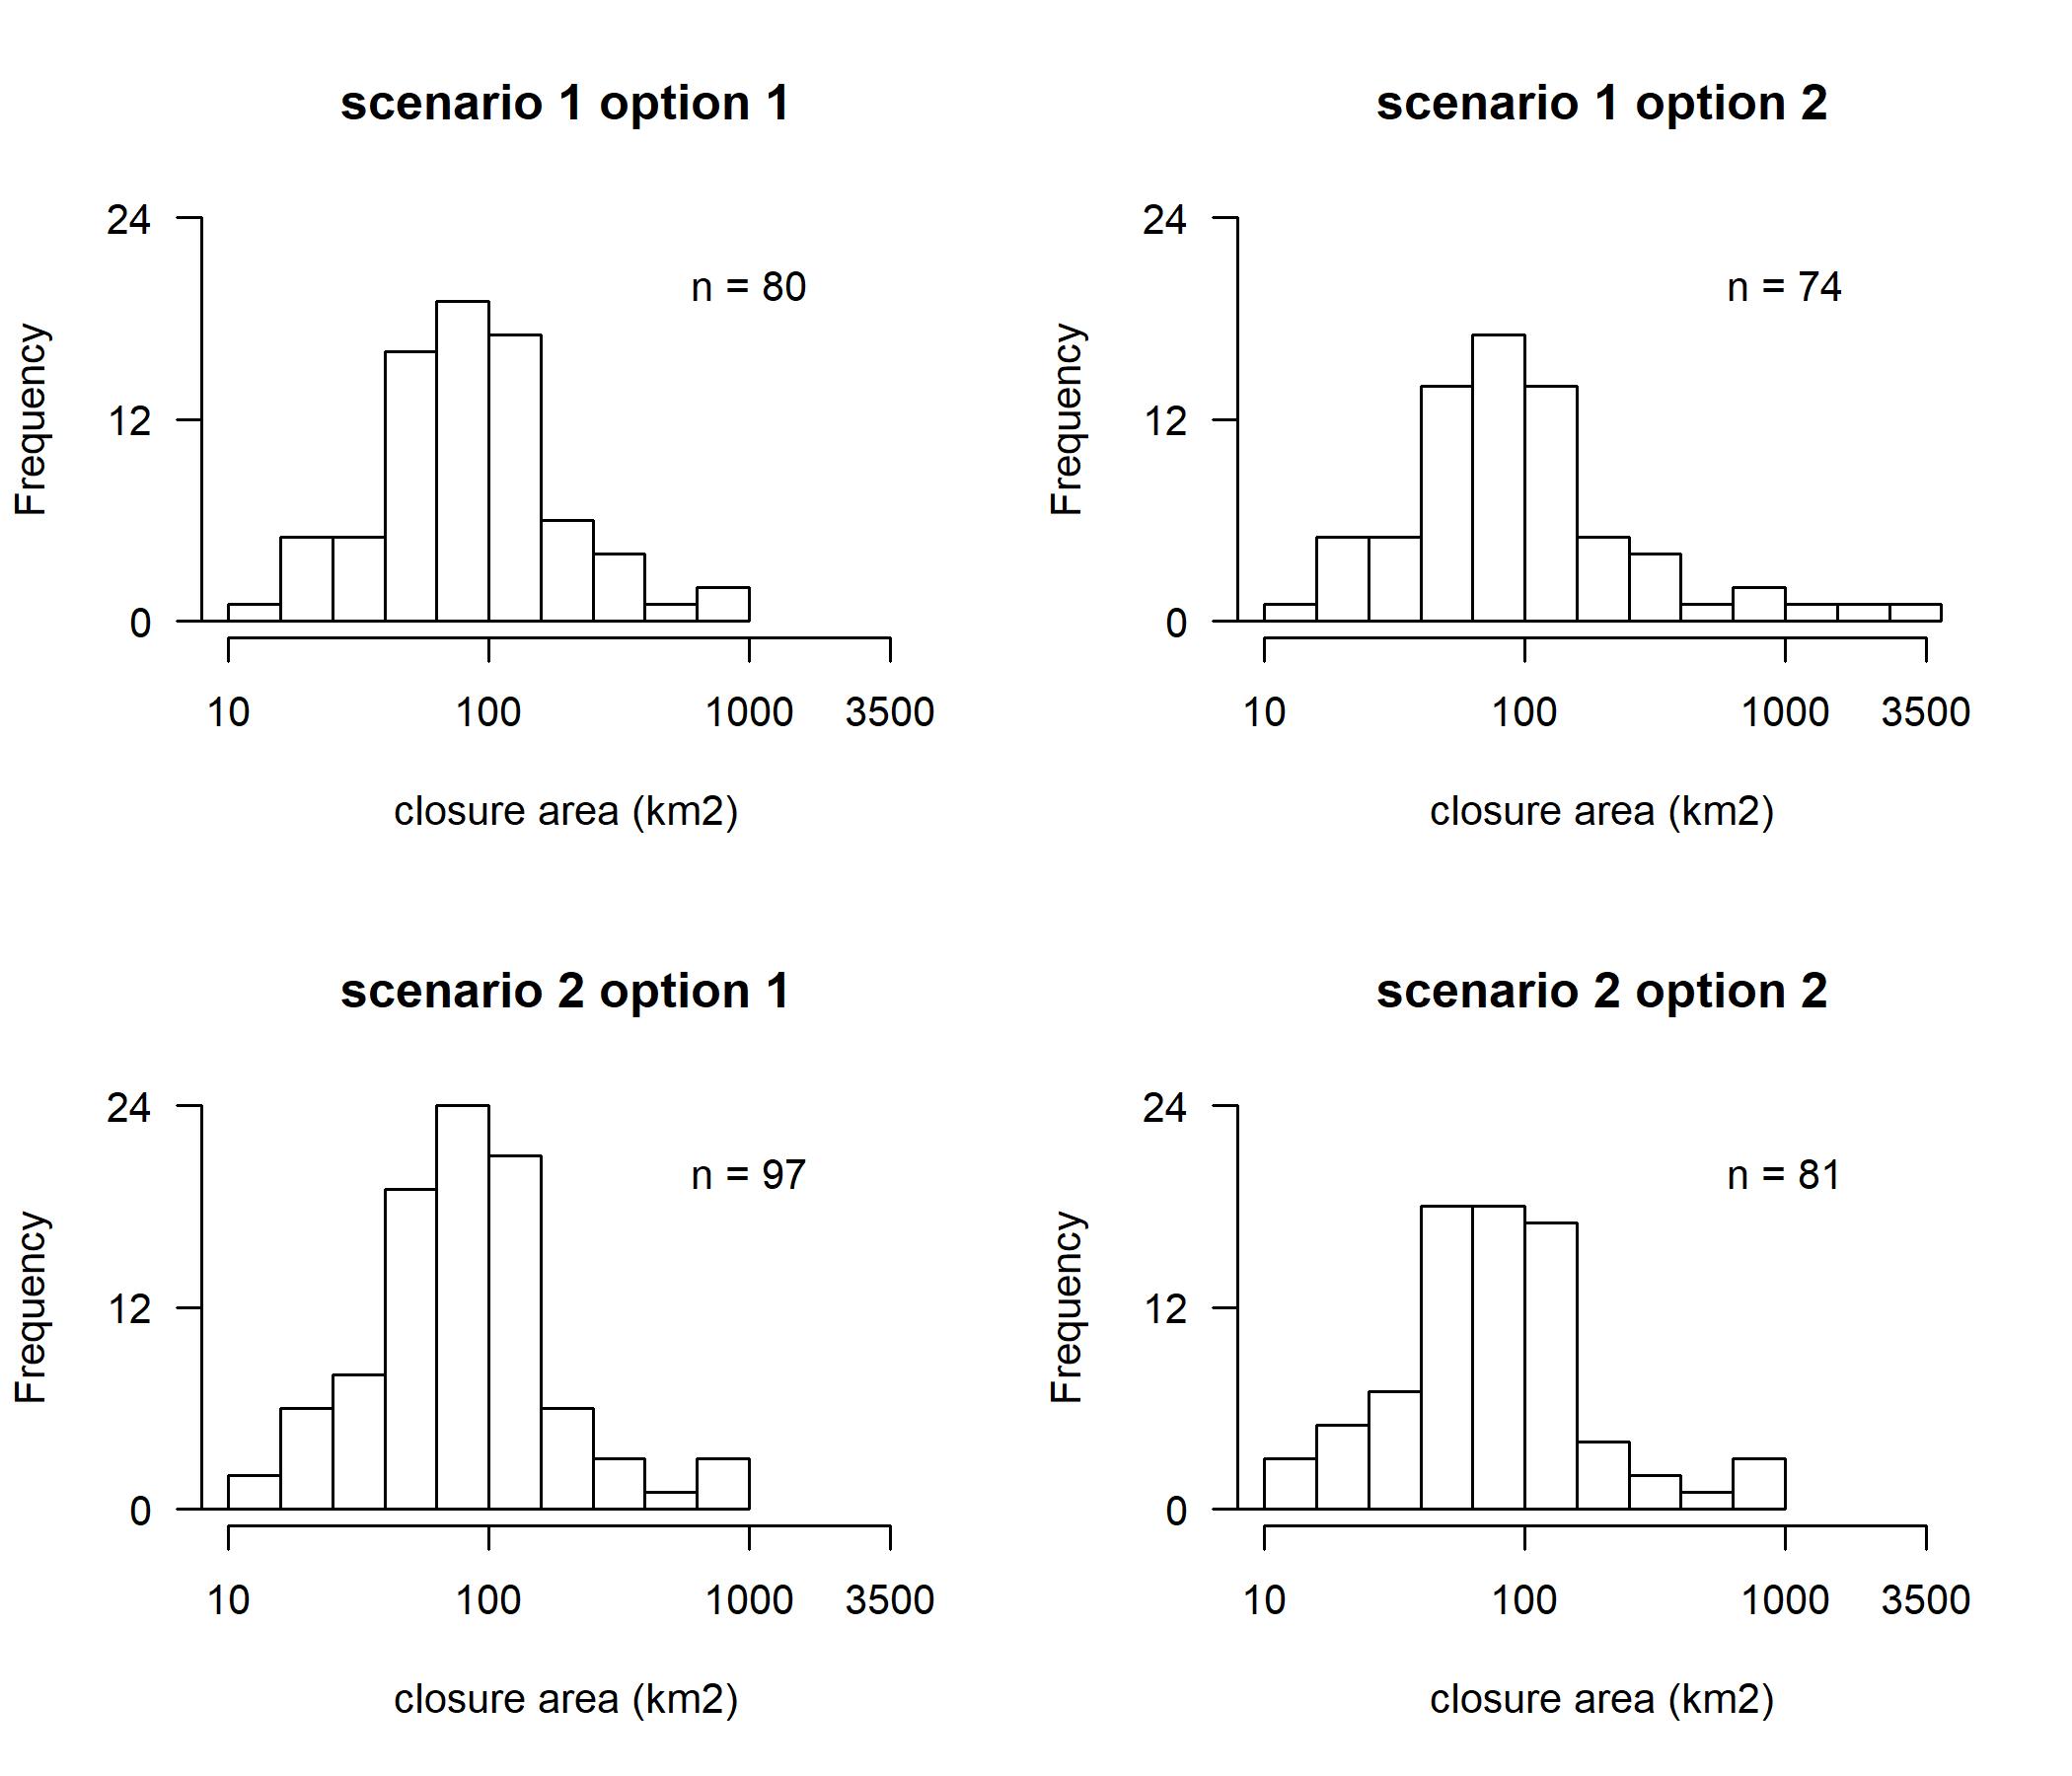 scenario 1 option 1
24
12
0
Frequency
n = 80
10 100 1000 3500
closure area (km2)
scenario 1 option 2
24
12
0
Frequency
n = 74
10 100 1000 3500
closure area (km2)
scenario 2 option 1
24
12
0
Frequency
n = 97
10 100 1000 3500
closure area (km2)
scenario 2 option 2
24
12
0
Frequency
n = 81
10 100 1000 3500
closure area (km2)